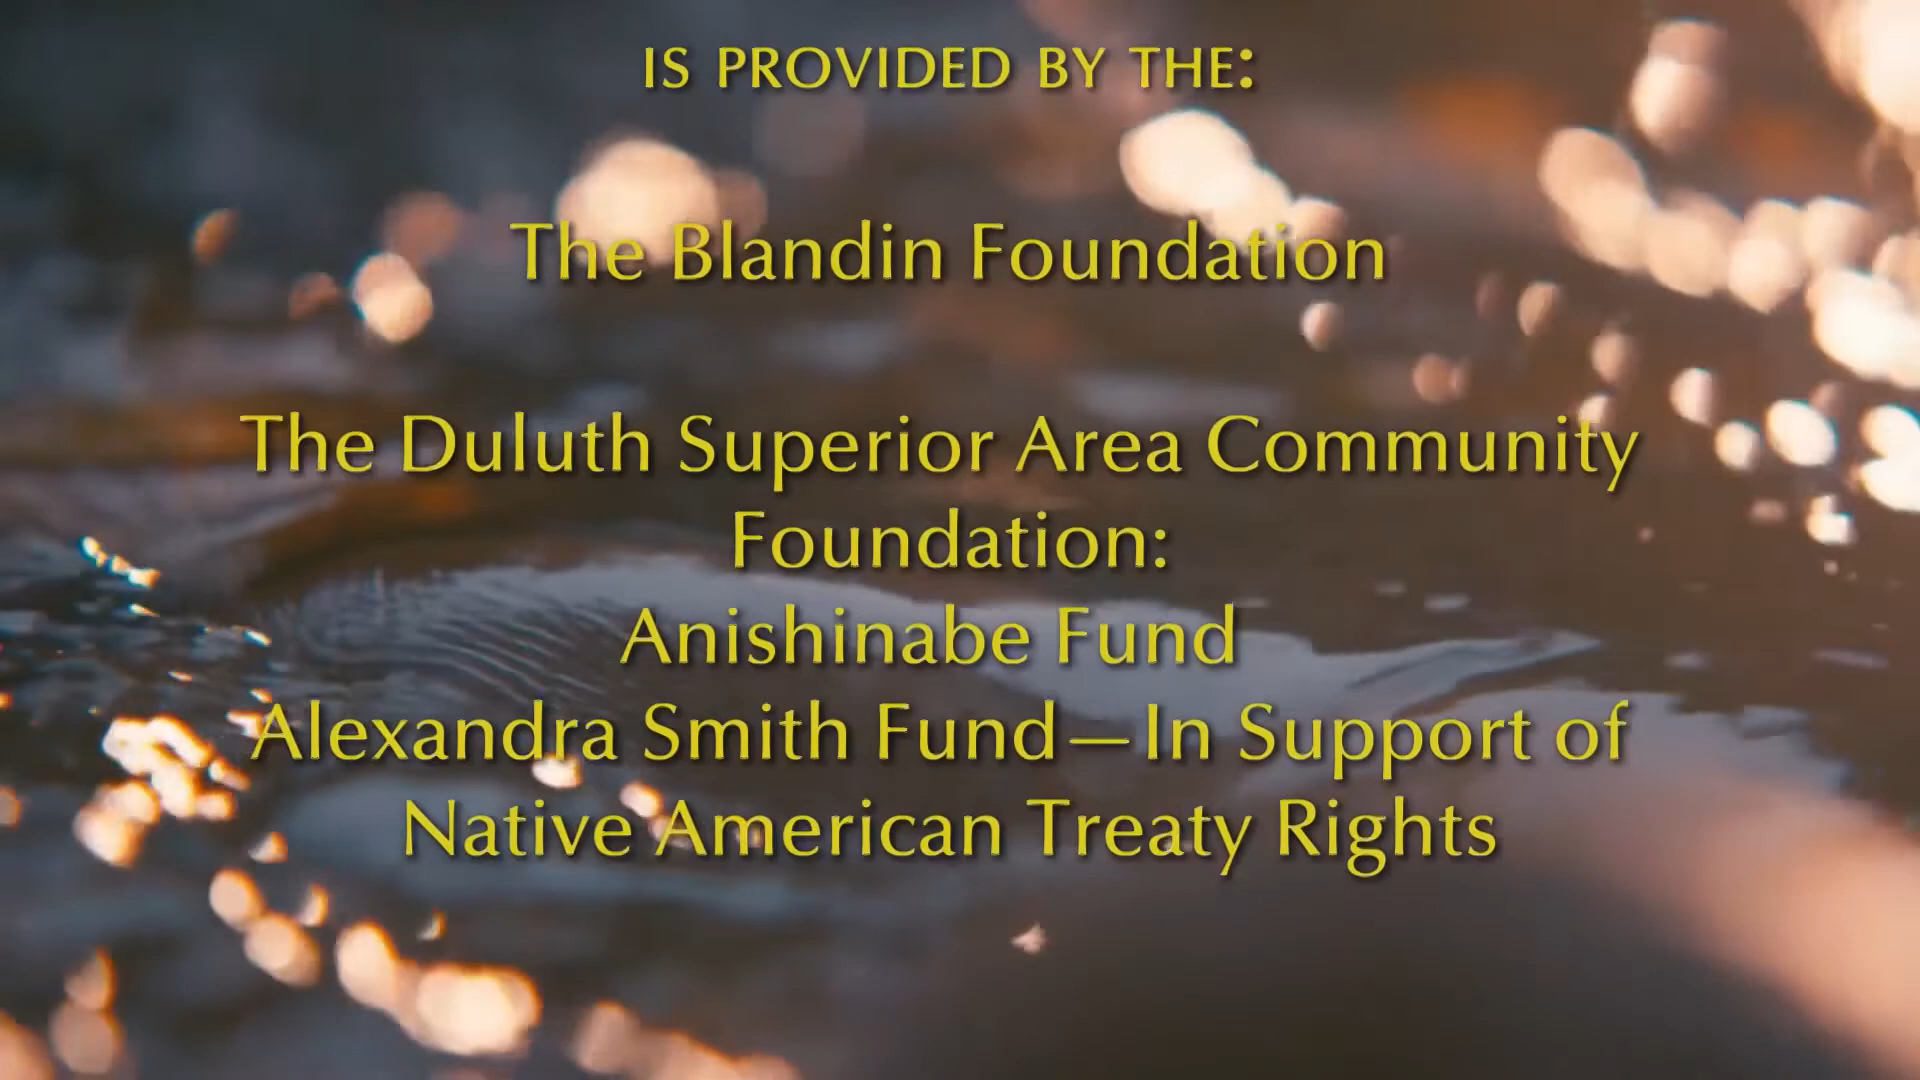 IS PROVIDED BY THE:
The Blandin Foundation
The Duluth Superior Area Community
Foundation:
Anishinabe Fund
Alexandra Smith Fund—In Support of
Native American Treaty Rights